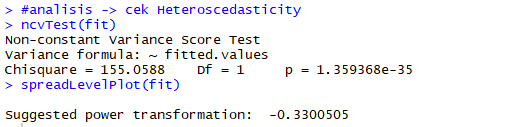 > #analisis -> cek Heteroscedasticity
> ncvTest(fit)
Non-constant Variance Score Test
Variance formula: ~ fitted.values
Chisquare = 155.0588    Df = 1     p = 1.359368e-35
> spreadLevelPlot(fit)
Suggested power transformation:  -0.3300505